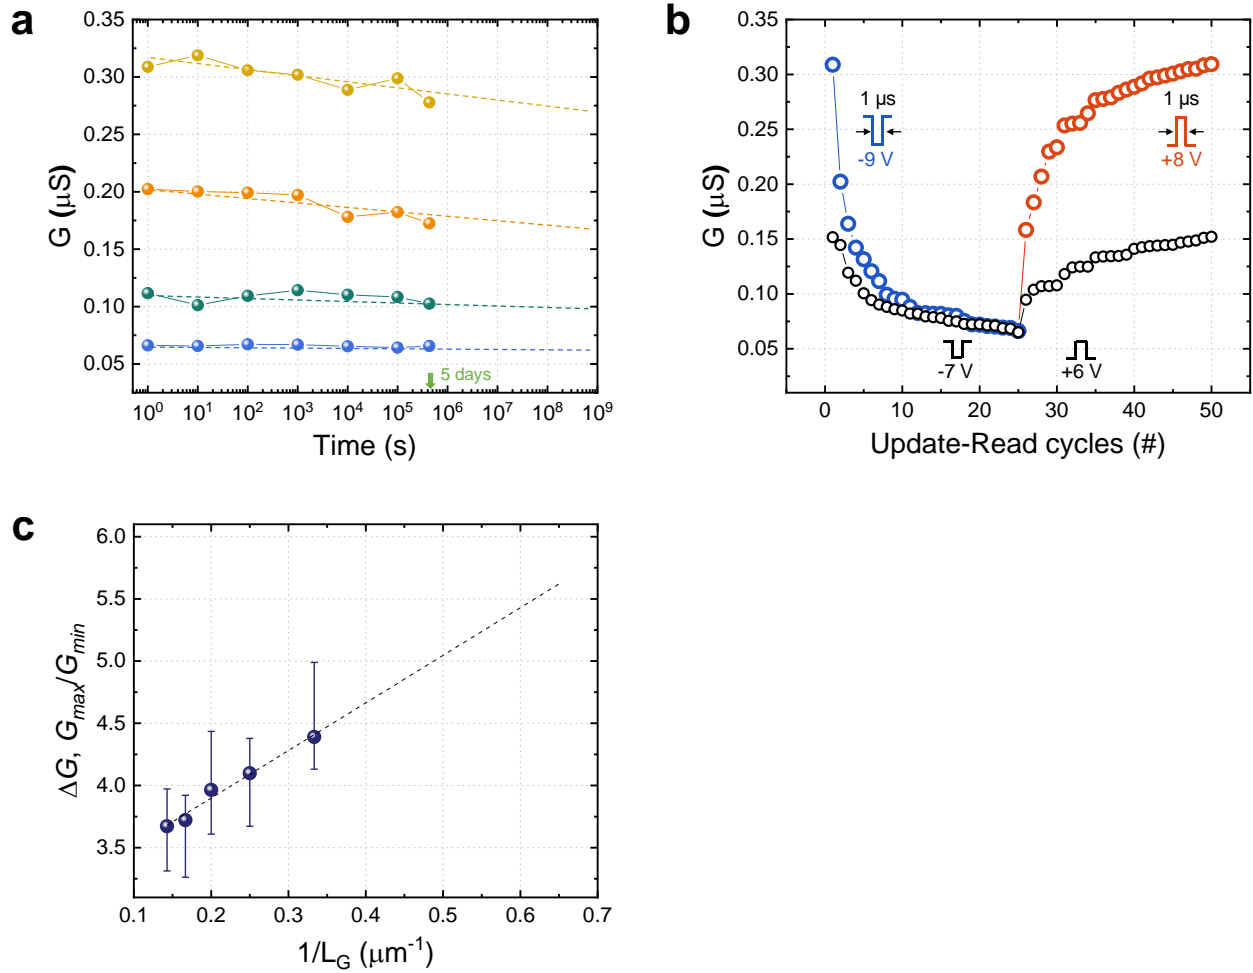 a
0.35
0.30
0.25
0.20
0.15
0.10
0.05
G (μS)
5 days
10⁰ 10¹ 10² 10³ 10⁴ 10⁵ 10⁶ 10⁷ 10⁸ 10⁹
Time (s)
b
0.35
0.30
0.25
0.20
0.15
0.10
0.05
G (μS)
1 μs
-9 V
1 μs
+8 V
-7 V
+6 V
0 10 20 30 40 50
Update-Read cycles (#)
c
6.0
5.5
5.0
4.5
4.0
3.5
ΔG, G_max/G_min
0.1 0.2 0.3 0.4 0.5 0.6 0.7
1/L_G (μm⁻¹)